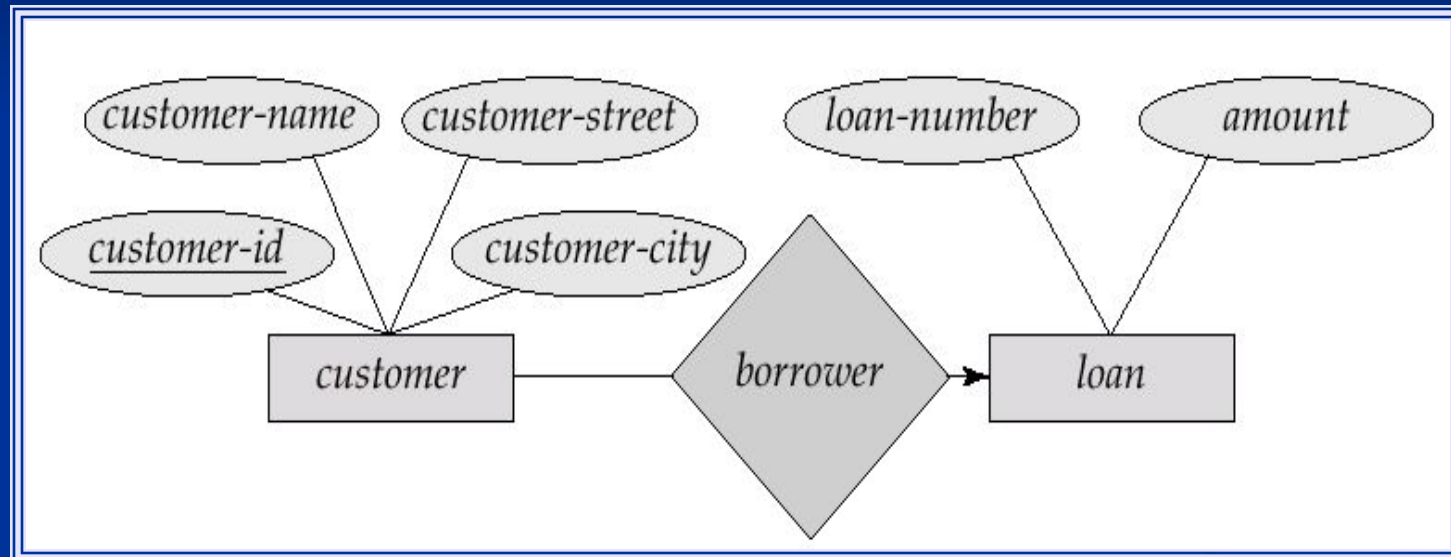 customer-name customer-street loan-number amount
customer-id customer-city
customer borrower loan